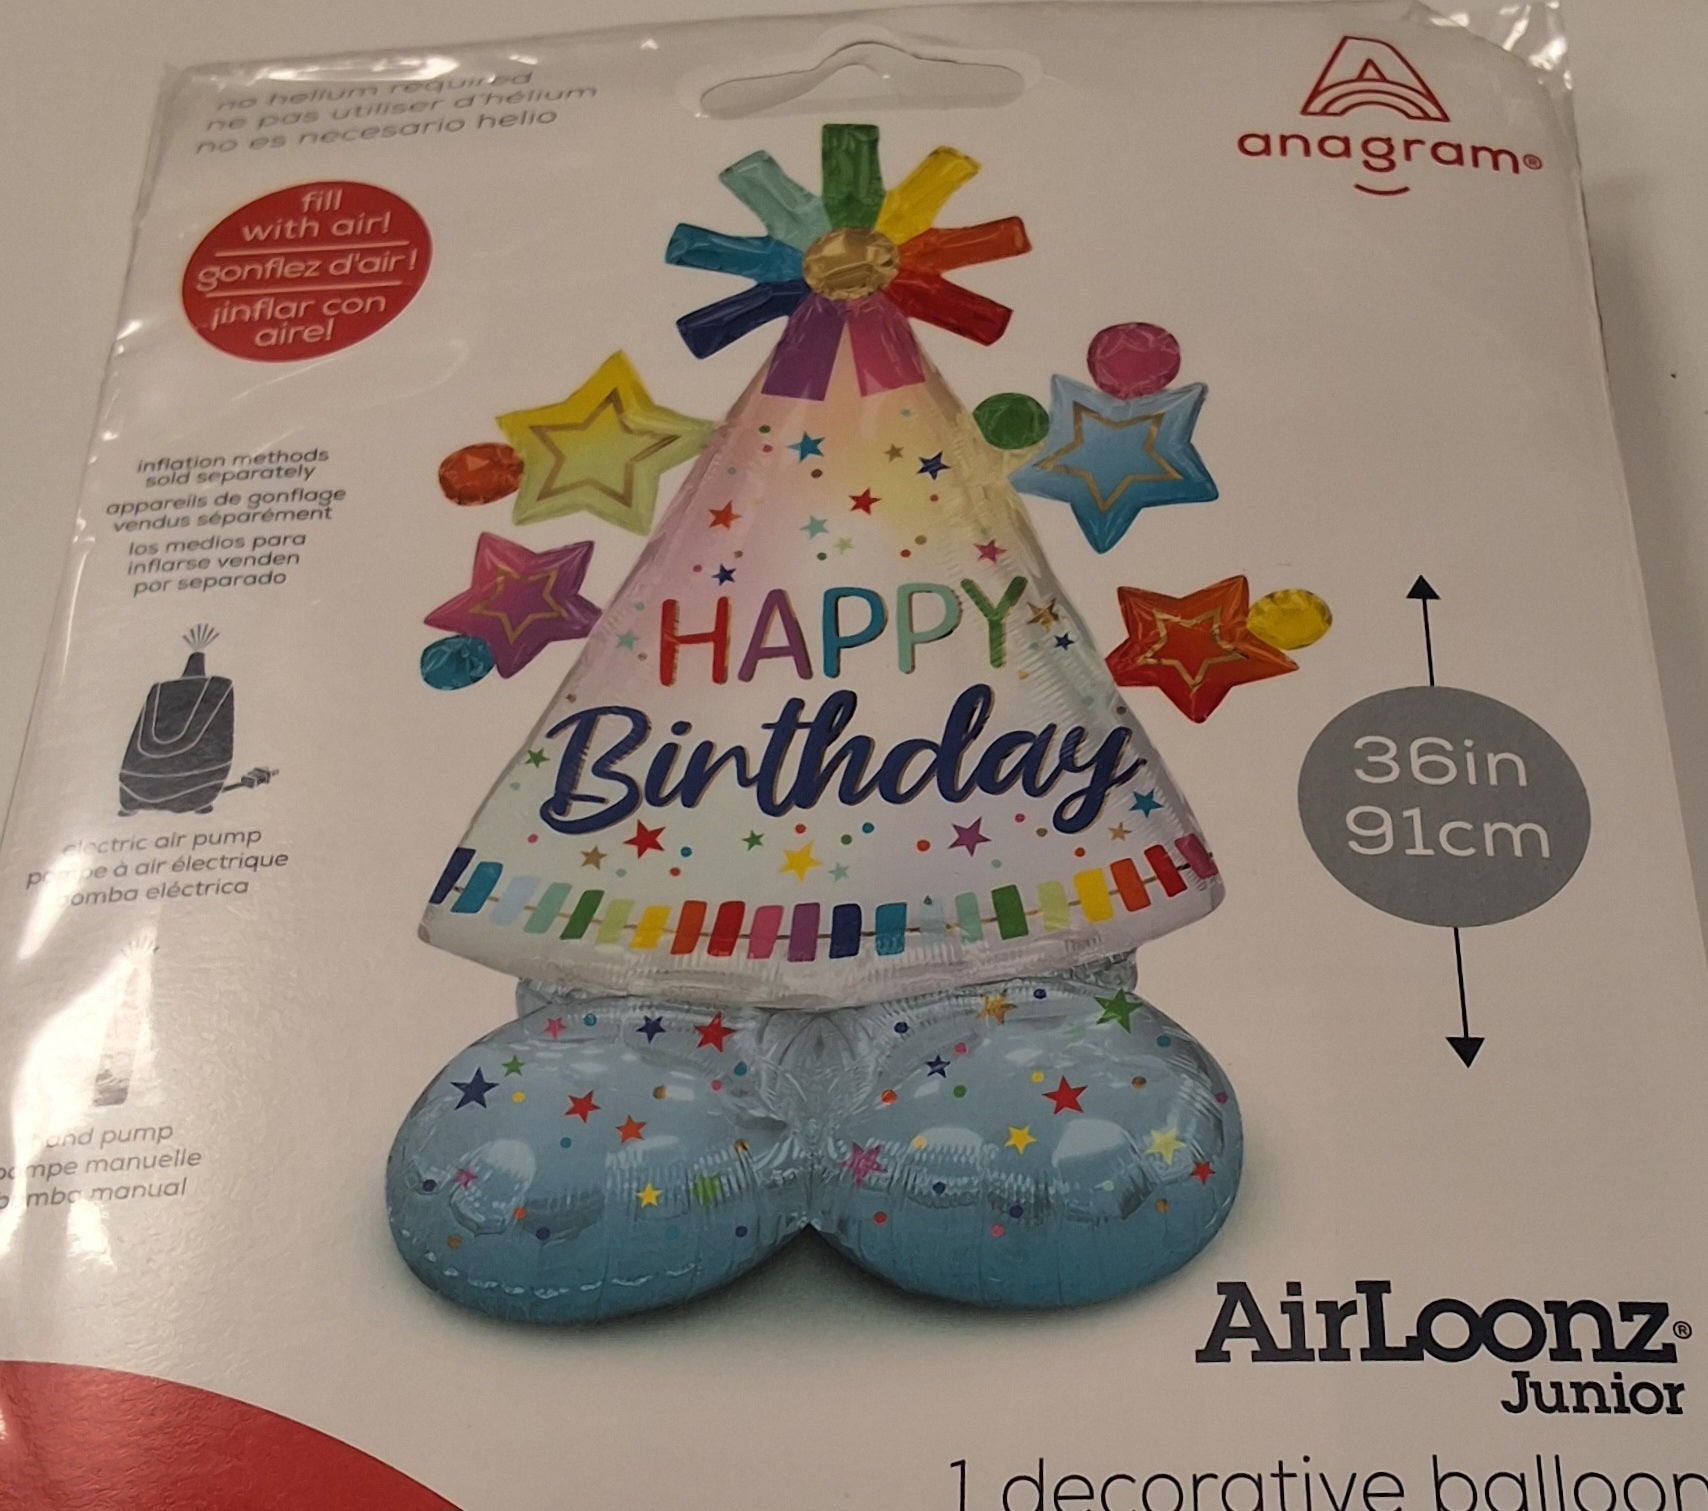 no helium required
ne pas utiliser d'hélium
no es necesario helio
anagram®
fill
with air!
gonflez d'air!
¡inflar con
aire!
inflation methods
sold separately
appareils de gonflage
vendus séparément
los medios para
inflarse venden
por separado
HAPPY
Birthday
36in
91cm
electric air pump
pompe à air électrique
bomba eléctrica
hand pump
pompe manuelle
bomba manual
AirLoonz®
Junior
1 decorative balloon